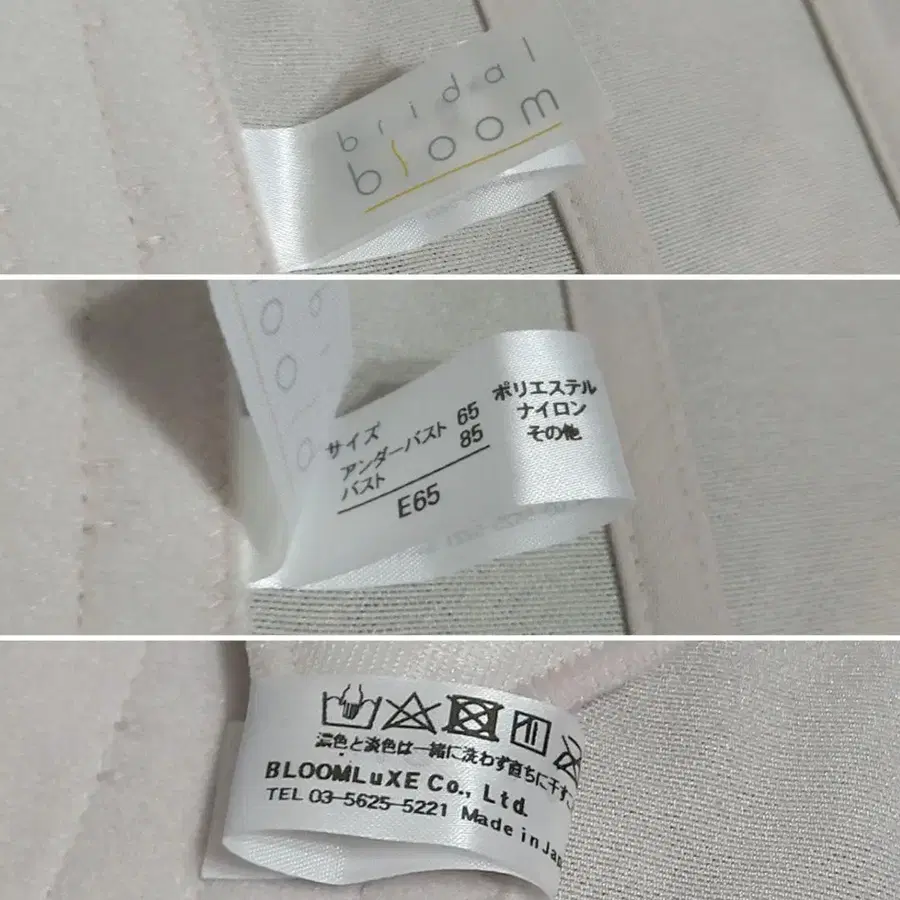 bridal
bloom
サイズ
アンダーバスト 65
バスト 85
E65
ポリエステル
ナイロン
その他
濃色と淡色は一緒に洗わず直ちに干すこ
BLOOMLuXE Co., Ltd.
TEL 03-5625-5221 Made in Japa